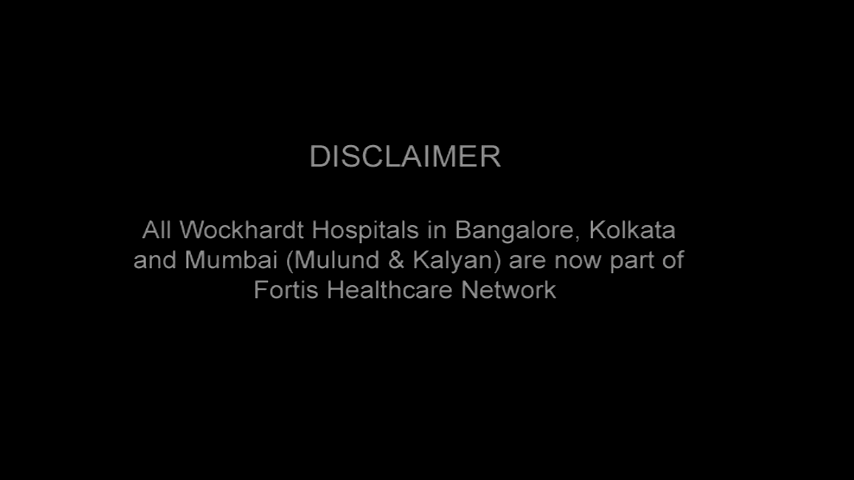 DISCLAIMER
All Wockhardt Hospitals in Bangalore, Kolkata
and Mumbai (Mulund & Kalyan) are now part of
Fortis Healthcare Network